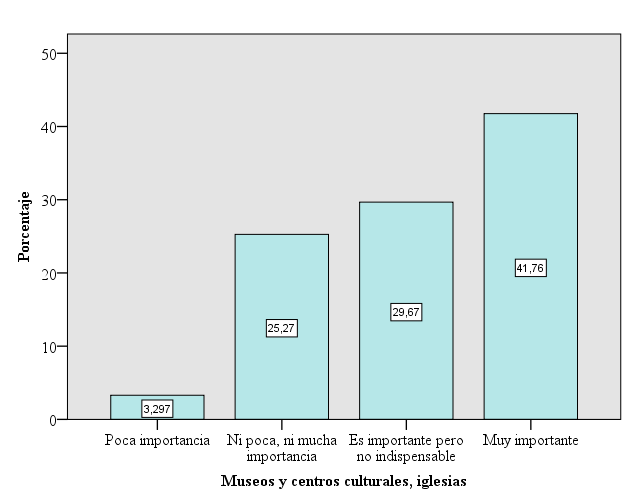 50
40
30
20
10
0
Porcentaje
3,297
25,27
29,67
41,76
Poca importancia
Ni poca, ni mucha
importancia
Es importante pero
no indispensable
Muy importante
Museos y centros culturales, iglesias